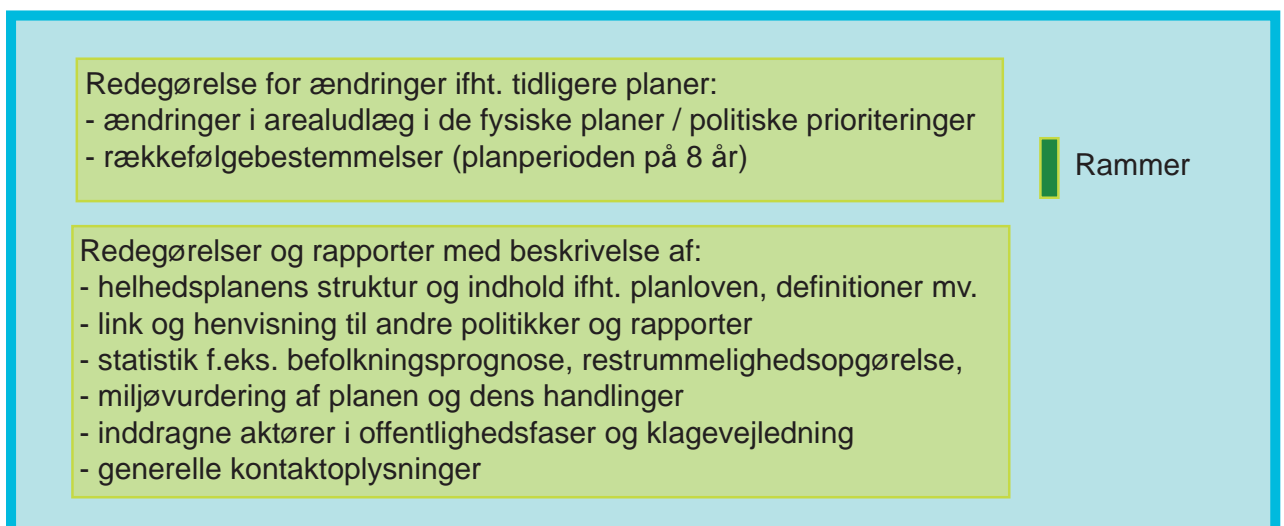 Redegørelse for ændringer ifht. tidligere planer:
- ændringer i arealudlæg i de fysiske planer / politiske prioriteringer
- rækkefølgebestemmelser (planperioden på 8 år)
Rammer
Redegørelser og rapporter med beskrivelse af:
- helhedsplanens struktur og indhold ifht. planloven, definitioner mv.
- link og henvisning til andre politikker og rapporter
- statistik f.eks. befolkningsprognose, restrummelighedsopgørelse,
- miljøvurdering af planen og dens handlinger
- inddragne aktører i offentlighedsfaser og klagevejledning
- generelle kontaktoplysninger